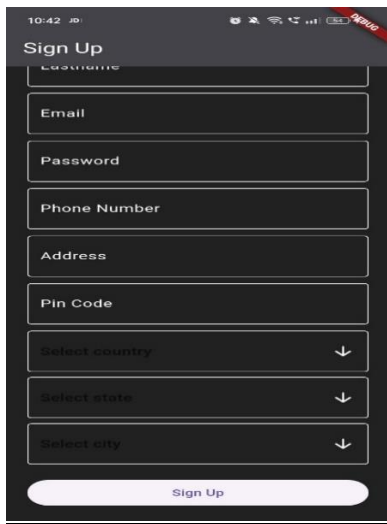 10:42
DEBUG
Sign Up
Lastname
Email
Password
Phone Number
Address
Pin Code
Select country
Select state
Select city
Sign Up